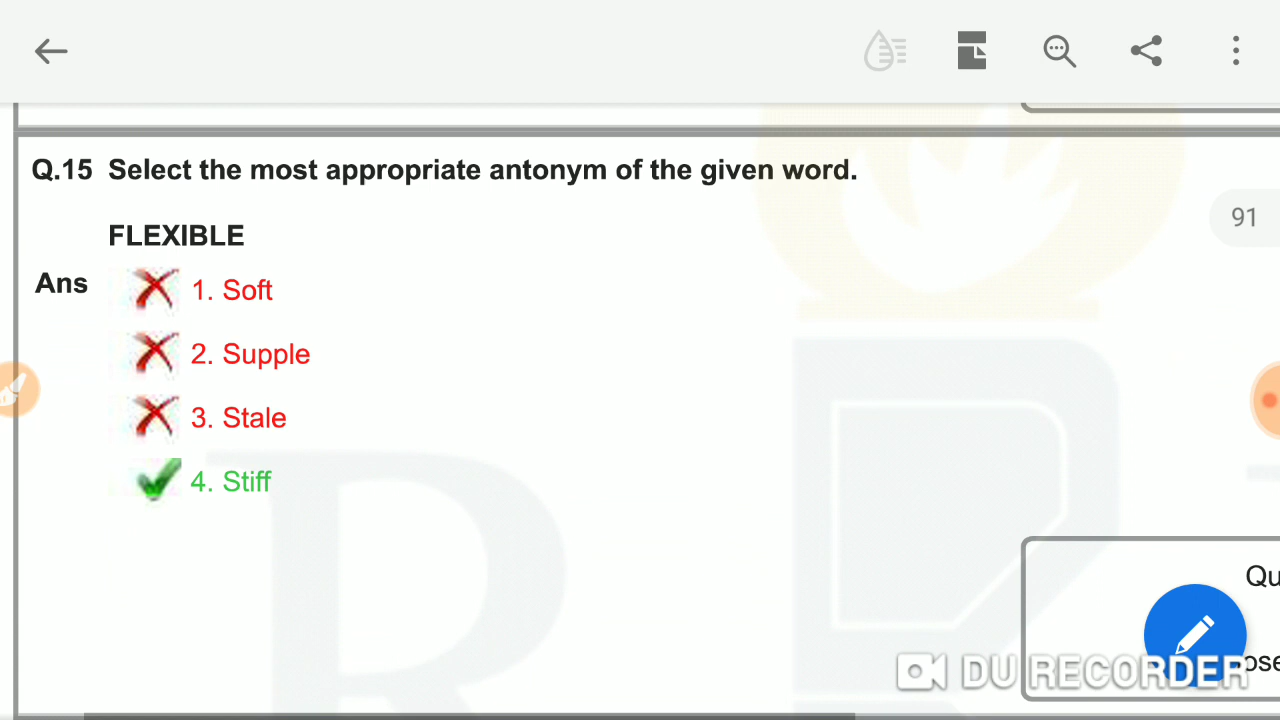 91
Q.15 Select the most appropriate antonym of the given word.
FLEXIBLE
Ans 1. Soft
2. Supple
3. Stale
4. Stiff
DU RECORDER